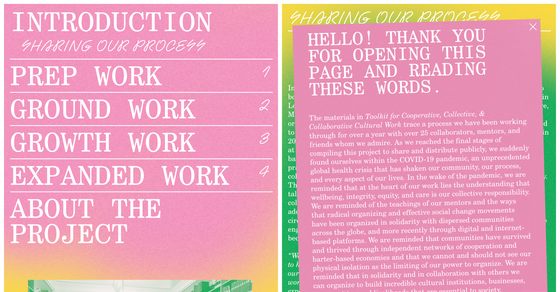 INTRODUCTION
SHARING OUR PROCESS
PREP WORK 1
GROUND WORK 2
GROWTH WORK 3
EXPANDED WORK 4
ABOUT THE
PROJECT
SHARING OUR PROCESS
HELLO! THANK YOU
FOR OPENING THIS
PAGE AND READING
THESE WORDS.
The materials in Toolkit for Cooperative, Collective, &
Collaborative Cultural Work trace a process we have been working
through for over a year with over 25 collaborators, mentors, and
friends whom we admire. As we reached the final stages of
compiling this project to share and distribute publicly, we suddenly
found ourselves within the COVID-19 pandemic, an unprecedented
global health crisis that has shaken our community, our process,
and every aspect of our lives. In the wake of the pandemic, we are
reminded that at the heart of our work lies the understanding that
wellbeing, integrity, equity, and care is our collective responsibility.
We are reminded of the teachings of our mentors and the ways
that radical organizing and effective social change movements
have been organized in solidarity with dispersed communities
across the globe, and more recently through digital and internet-
based platforms. We are reminded that communities have survived
and thrived through independent networks of cooperation and
barter-based economies and that we cannot and should not see our
physical isolation as the limiting of our power to organize. We are
reminded that in solidarity and in collaboration with others we
can organize to build incredible cultural institutions, businesses,